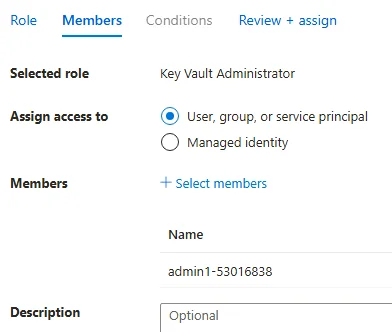 Role Members Conditions Review + assign
Selected role Key Vault Administrator
Assign access to User, group, or service principal
Managed identity
Members + Select members
Name
admin1-53016838
Description Optional